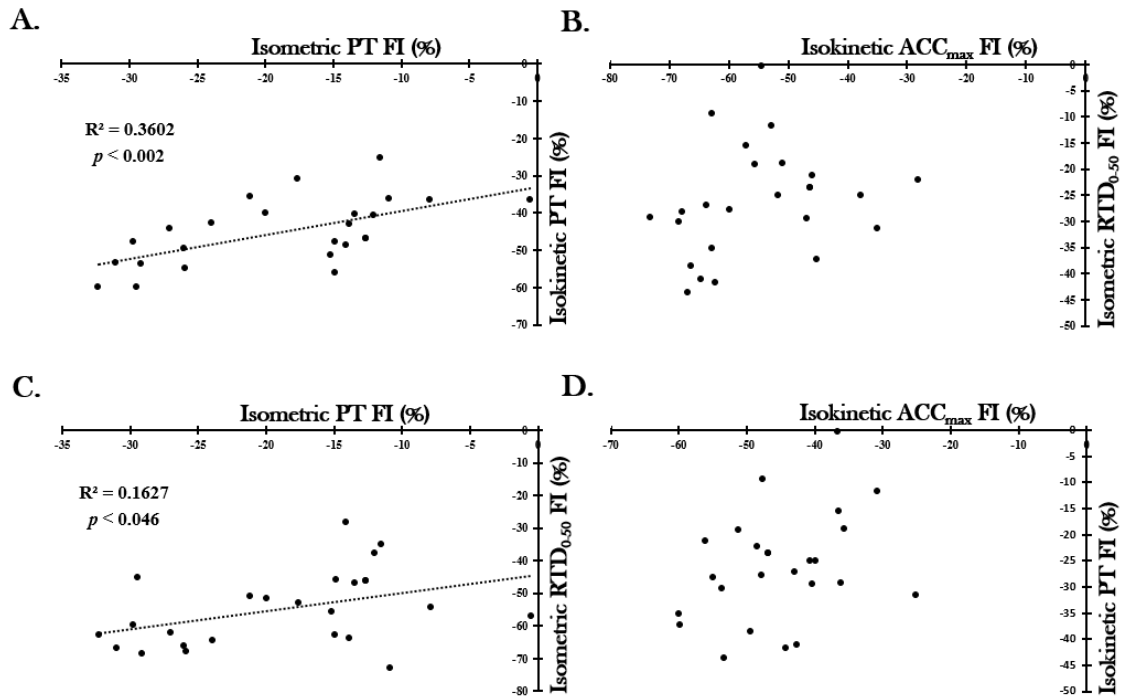 A.
Isometric PT FI (%)
-35 -30 -25 -20 -15 -10 -5 0
0
-10
-20
-30
-40
-50
-60
-70
R² = 0.3602
p < 0.002
Isokinetic PT FI (%)
B.
Isokinetic ACCmax FI (%)
-80 -70 -60 -50 -40 -30 -20 -10 0
0
-5
-10
-15
-20
-25
-30
-35
-40
-45
-50
Isometric RTD0-50 FI (%)
C.
Isometric PT FI (%)
-35 -30 -25 -20 -15 -10 -5 0
0
-10
-20
-30
-40
-50
-60
-70
-80
R² = 0.1627
p < 0.046
Isometric RTD0-50 FI (%)
D.
Isokinetic ACCmax FI (%)
-70 -60 -50 -40 -30 -20 -10 0
0
-5
-10
-15
-20
-25
-30
-35
-40
-45
-50
Isokinetic PT FI (%)